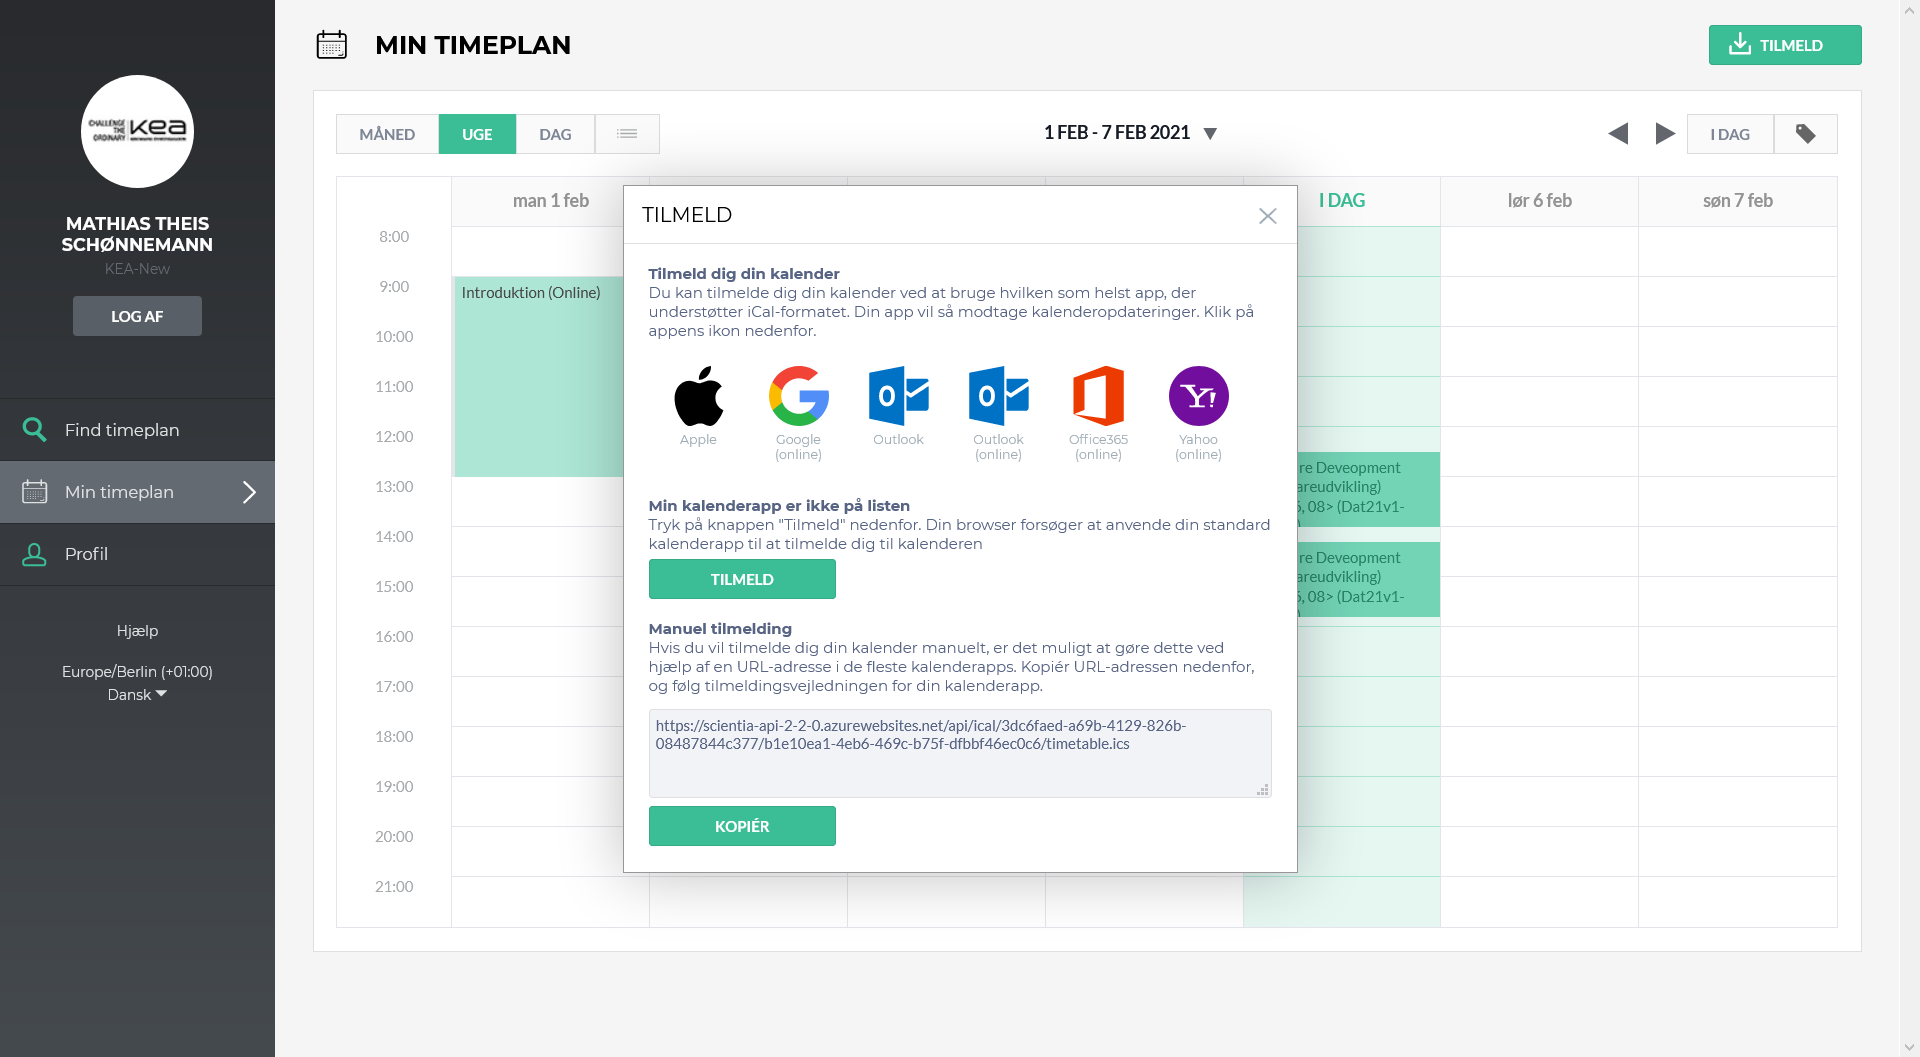 CHALLENGE
THE
ORDINARY
kea
MATHIAS THEIS
SCHØNNEMANN
KEA-New
LOG AF
Find timeplan
Min timeplan
Profil
Hjælp
Europe/Berlin (+01:00)
Dansk
MIN TIMEPLAN
TILMELD
MÅNED
UGE
DAG
1 FEB - 7 FEB 2021
I DAG
man 1 feb
I DAG
lør 6 feb
søn 7 feb
8:00
9:00
10:00
11:00
12:00
13:00
14:00
15:00
16:00
17:00
18:00
19:00
20:00
21:00
Introduktion (Online)
re Deveopment
areudvikling)
, 08> (Dat21v1-
re Deveopment
areudvikling)
, 08> (Dat21v1-
TILMELD
Tilmeld dig din kalender
Du kan tilmelde dig din kalender ved at bruge hvilken som helst app, der
understøtter iCal-formatet. Din app vil så modtage kalenderopdateringer. Klik på
appens ikon nedenfor.
Apple
Google
(online)
Outlook
Outlook
(online)
Office365
(online)
Yahoo
(online)
Min kalenderapp er ikke på listen
Tryk på knappen "Tilmeld" nedenfor. Din browser forsøger at anvende din standard
kalenderapp til at tilmelde dig til kalenderen
TILMELD
Manuel tilmelding
Hvis du vil tilmelde dig din kalender manuelt, er det muligt at gøre dette ved
hjælp af en URL-adresse i de fleste kalenderapps. Kopiér URL-adressen nedenfor,
og følg tilmeldingsvejledningen for din kalenderapp.
https://scientia-api-2-2-0.azurewebsites.net/api/ical/3dc6faed-a69b-4129-826b-
08487844c377/b1e10ea1-4eb6-469c-b75f-dfbbf46ec0c6/timetable.ics
KOPIÉR